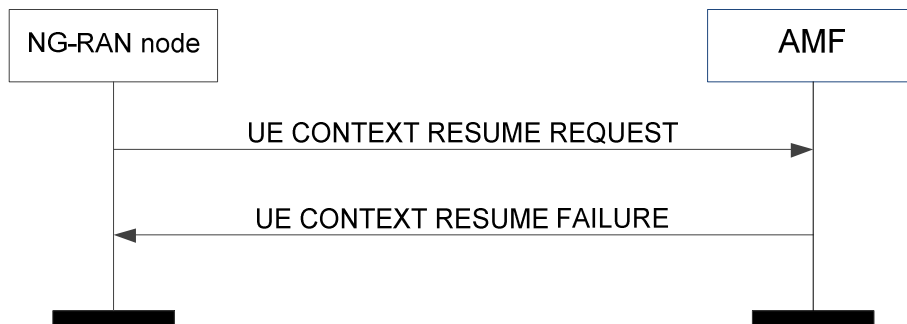 NG-RAN node
AMF
UE CONTEXT RESUME REQUEST
UE CONTEXT RESUME FAILURE